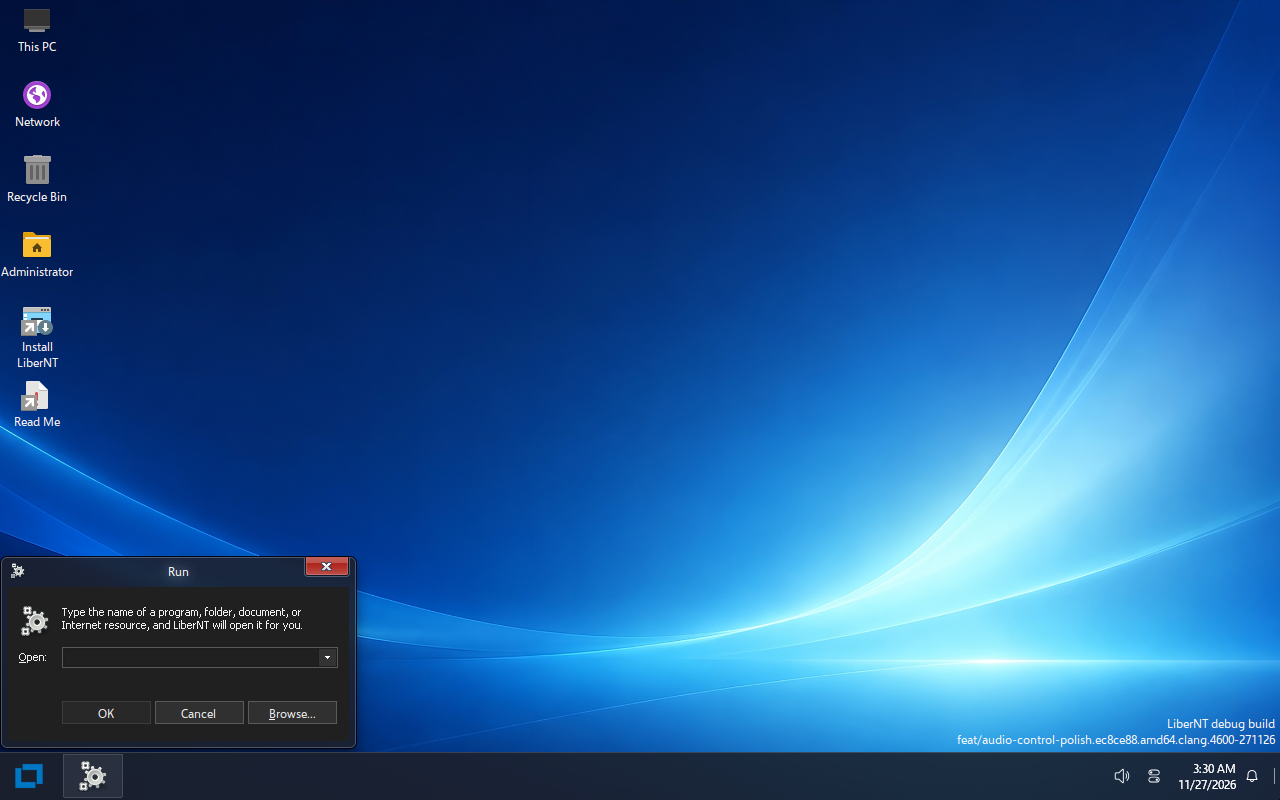 This PC
Network
Recycle Bin
Administrator
Install
LiberNT
Read Me
Run
Type the name of a program, folder, document, or
Internet resource, and LiberNT will open it for you.
Open:
OK
Cancel
Browse...
LiberNT debug build
feat/audio-control-polish.ec8ce88.amd64.clang.4600-271126
3:30 AM
11/27/2026